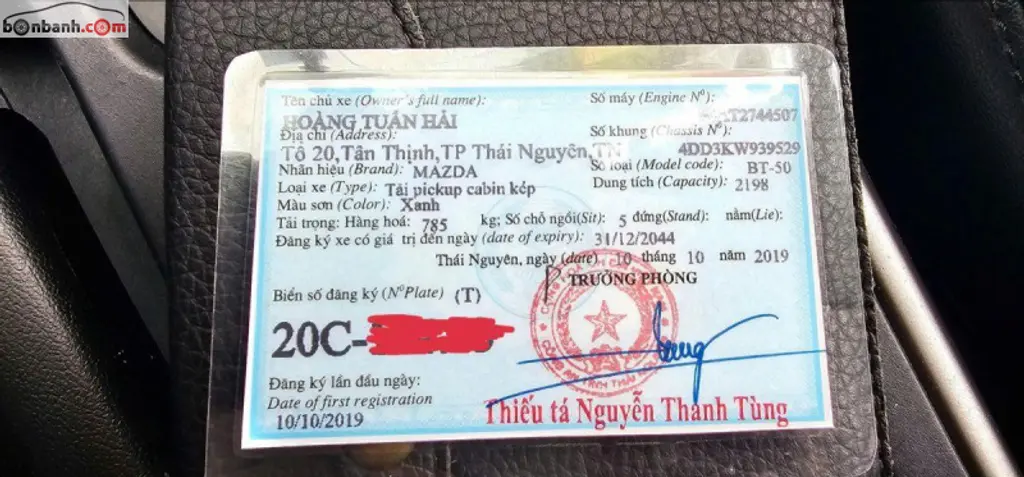 bonbanh.com
Tên chủ xe (Owner's full name):
HOÀNG TUẤN HẢI
Địa chỉ (Address):
Tổ 20,Tân Thịnh,TP Thái Nguyên,TN
Nhãn hiệu (Brand): MAZDA
Loại xe (Type): Tải pickup cabin kép
Màu sơn (Color): Xanh
Số máy (Engine Nº):
AT2744507
Số khung (Chassis Nº):
4DD3KW939529
Số loại (Model code): BT-50
Dung tích (Capacity): 2198
Tải trọng: Hàng hoá: 785 kg; Số chỗ ngồi(Sit): 5 đứng(Stand): nằm(Lie):
Đăng ký xe có giá trị đến ngày (date of expiry): 31/12/2044
Thái Nguyên, ngày (date) 10 tháng 10 năm 2019
TRƯỞNG PHÒNG
Biển số đăng ký (NºPlate) (T)
20C-
Đăng ký lần đầu ngày:
Date of first registration
10/10/2019
Thiếu tá Nguyễn Thanh Tùng